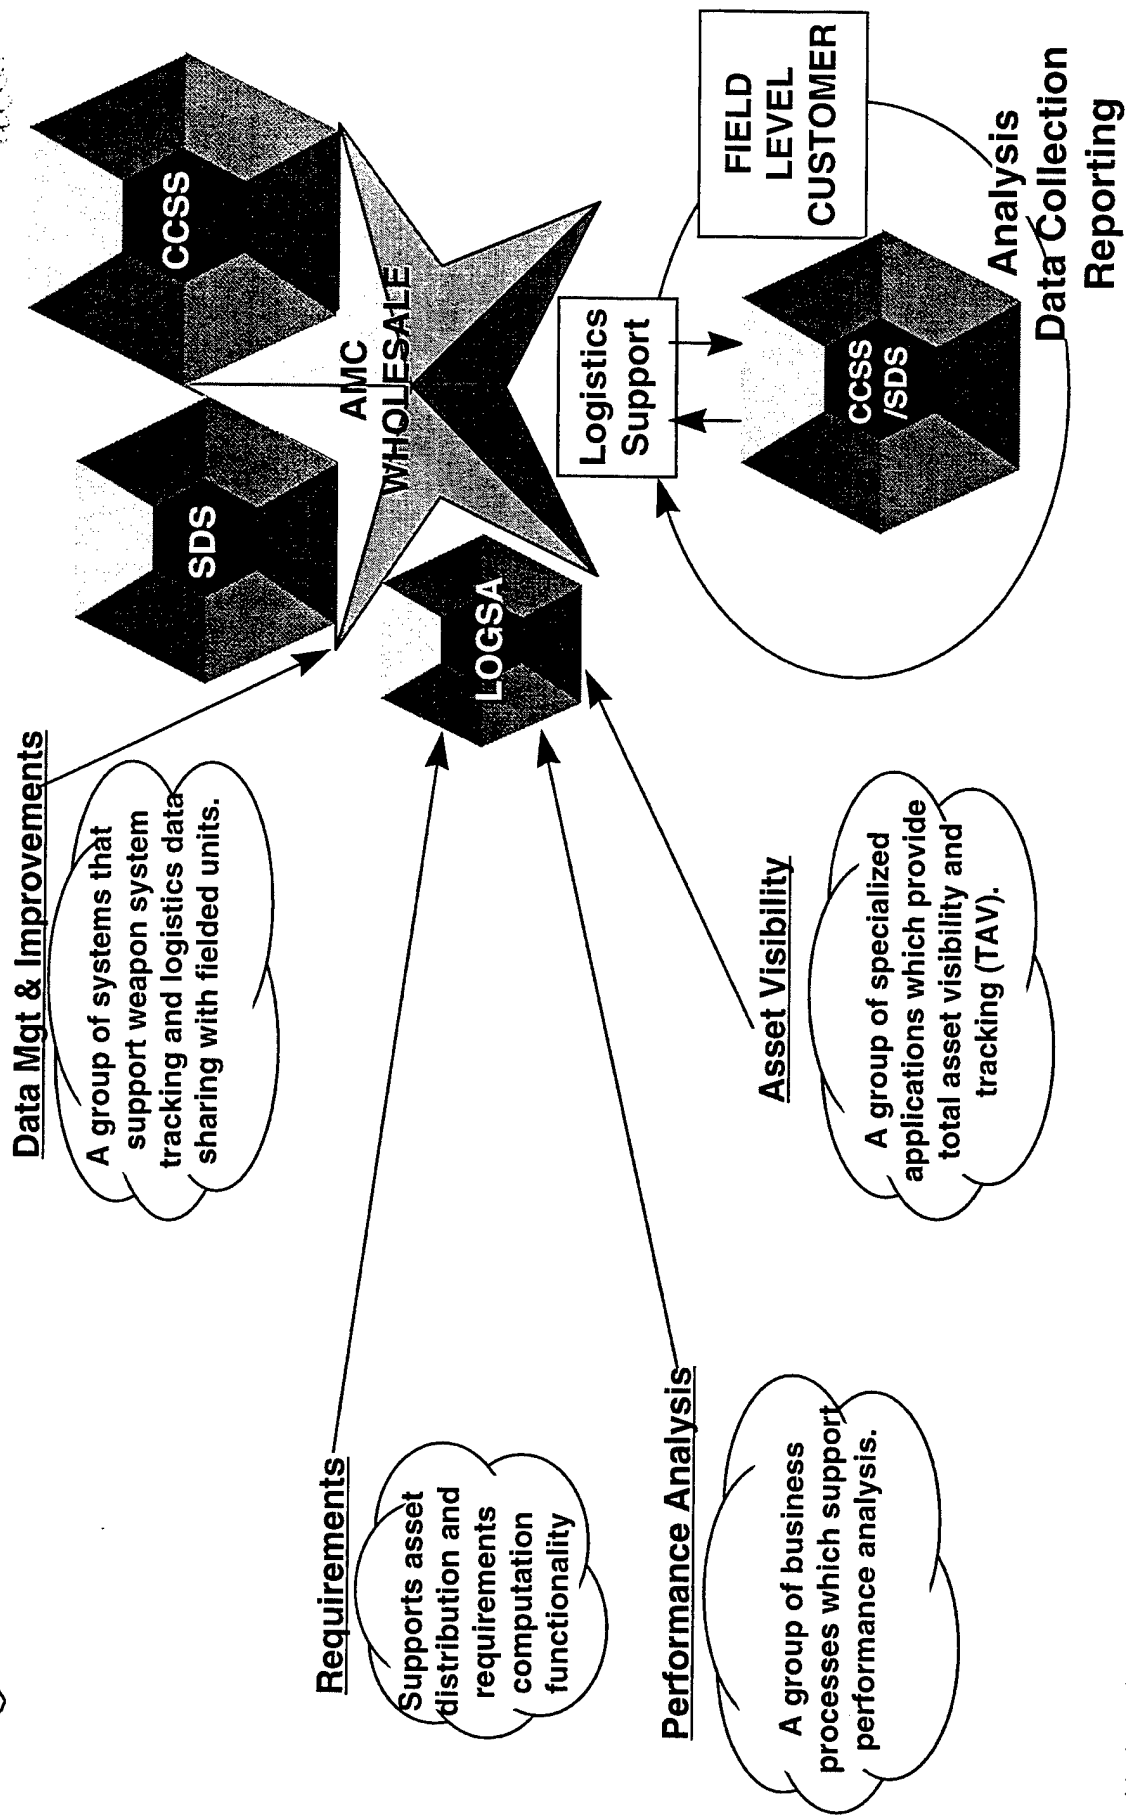 Data Mgt & Improvements
A group of systems that
support weapon system
tracking and logistics data
sharing with fielded units.
SDS
CCSS
Requirements
Supports asset
distribution and
requirements
computation
functionality
AMC
WHOLESALE
LOGSA
Performance Analysis
A group of business
processes which support
performance analysis.
Asset Visibility
A group of specialized
applications which provide
total asset visibility and
tracking (TAV).
Logistics
Support
FIELD
LEVEL
CUSTOMER
CCSS
/SDS
Analysis
Data Collection
Reporting